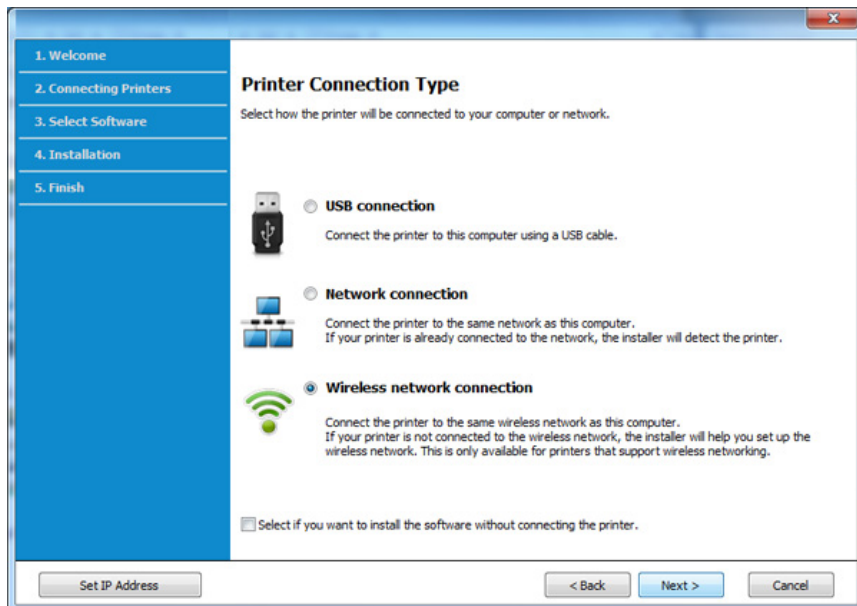 1. Welcome
2. Connecting Printers
3. Select Software
4. Installation
5. Finish
Printer Connection Type
Select how the printer will be connected to your computer or network.
USB connection
Connect the printer to this computer using a USB cable.
Network connection
Connect the printer to the same network as this computer.
If your printer is already connected to the network, the installer will detect the printer.
Wireless network connection
Connect the printer to the same wireless network as this computer.
If your printer is not connected to the wireless network, the installer will help you set up the
wireless network. This is only available for printers that support wireless networking.
Select if you want to install the software without connecting the printer.
Set IP Address
< Back
Next >
Cancel